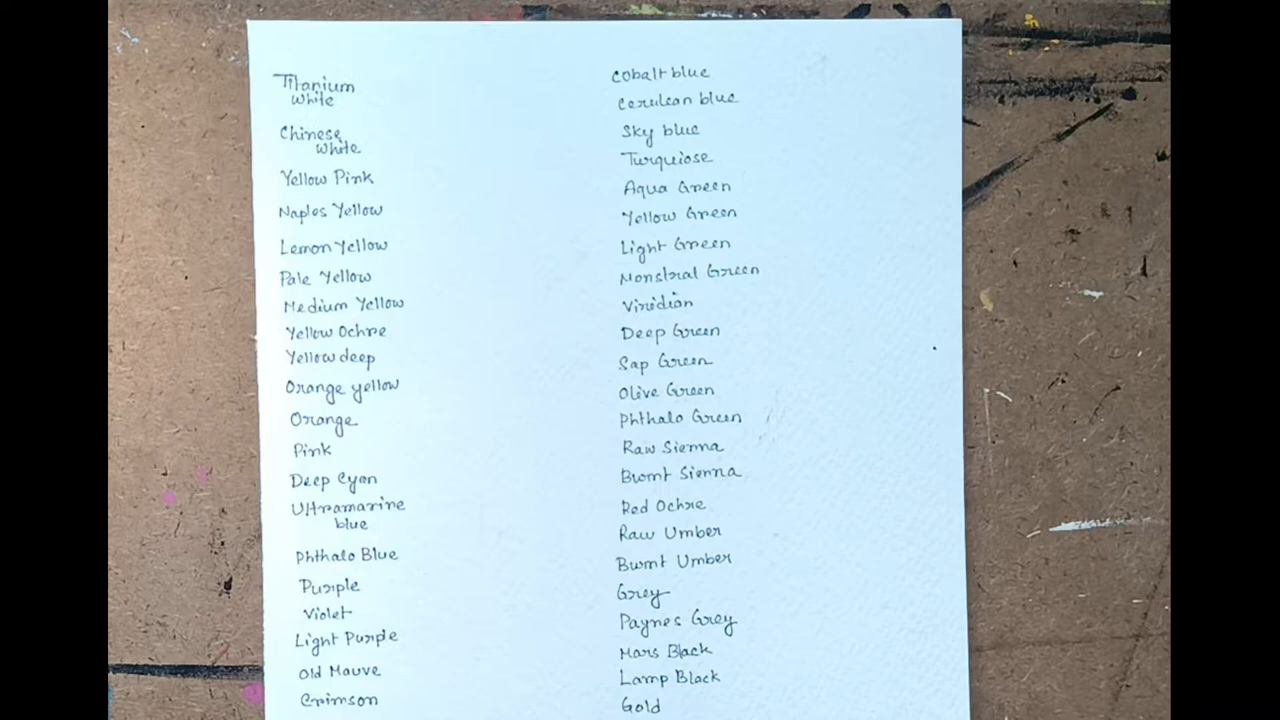 Titanium
White
Chinese
White
Yellow Pink
Naples Yellow
Lemon Yellow
Pale Yellow
Medium Yellow
Yellow Ochre
Yellow deep
Orange yellow
Orange
Pink
Deep Cyan
Ultramarine
blue
Phthalo Blue
Purple
Violet
Light Purple
Old Mauve
Crimson
Cobalt blue
Cerulean blue
Sky blue
Turquiose
Aqua Green
Yellow Green
Light Green
Monstral Green
Viridian
Deep Green
Sap Green
Olive Green
Phthalo Green
Raw Sienna
Burnt Sienna
Red Ochre
Raw Umber
Burnt Umber
Grey
Paynes Grey
Mars Black
Lamp Black
Gold